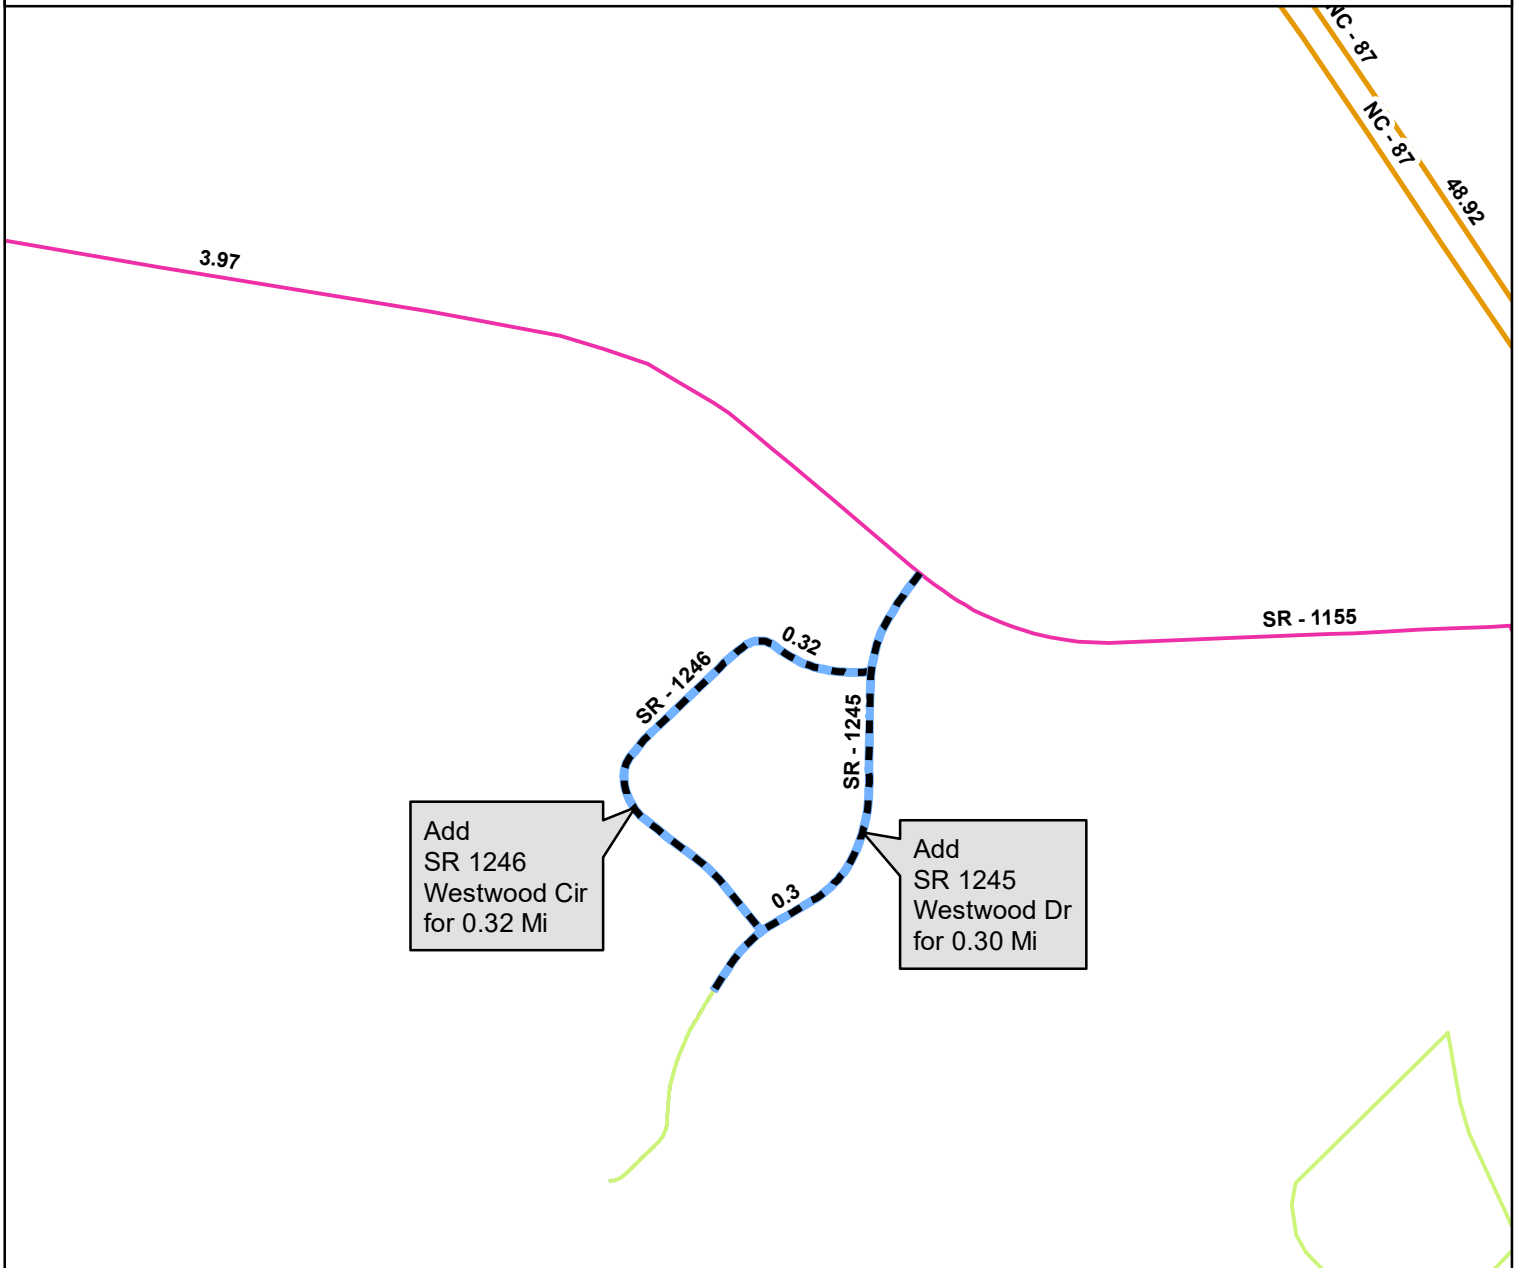 NC - 87
NC - 87
48.92
3.97
SR - 1155
0.32
SR - 1246
SR - 1245
Add
SR 1246
Westwood Cir
for 0.32 Mi
0.3
Add
SR 1245
Westwood Dr
for 0.30 Mi